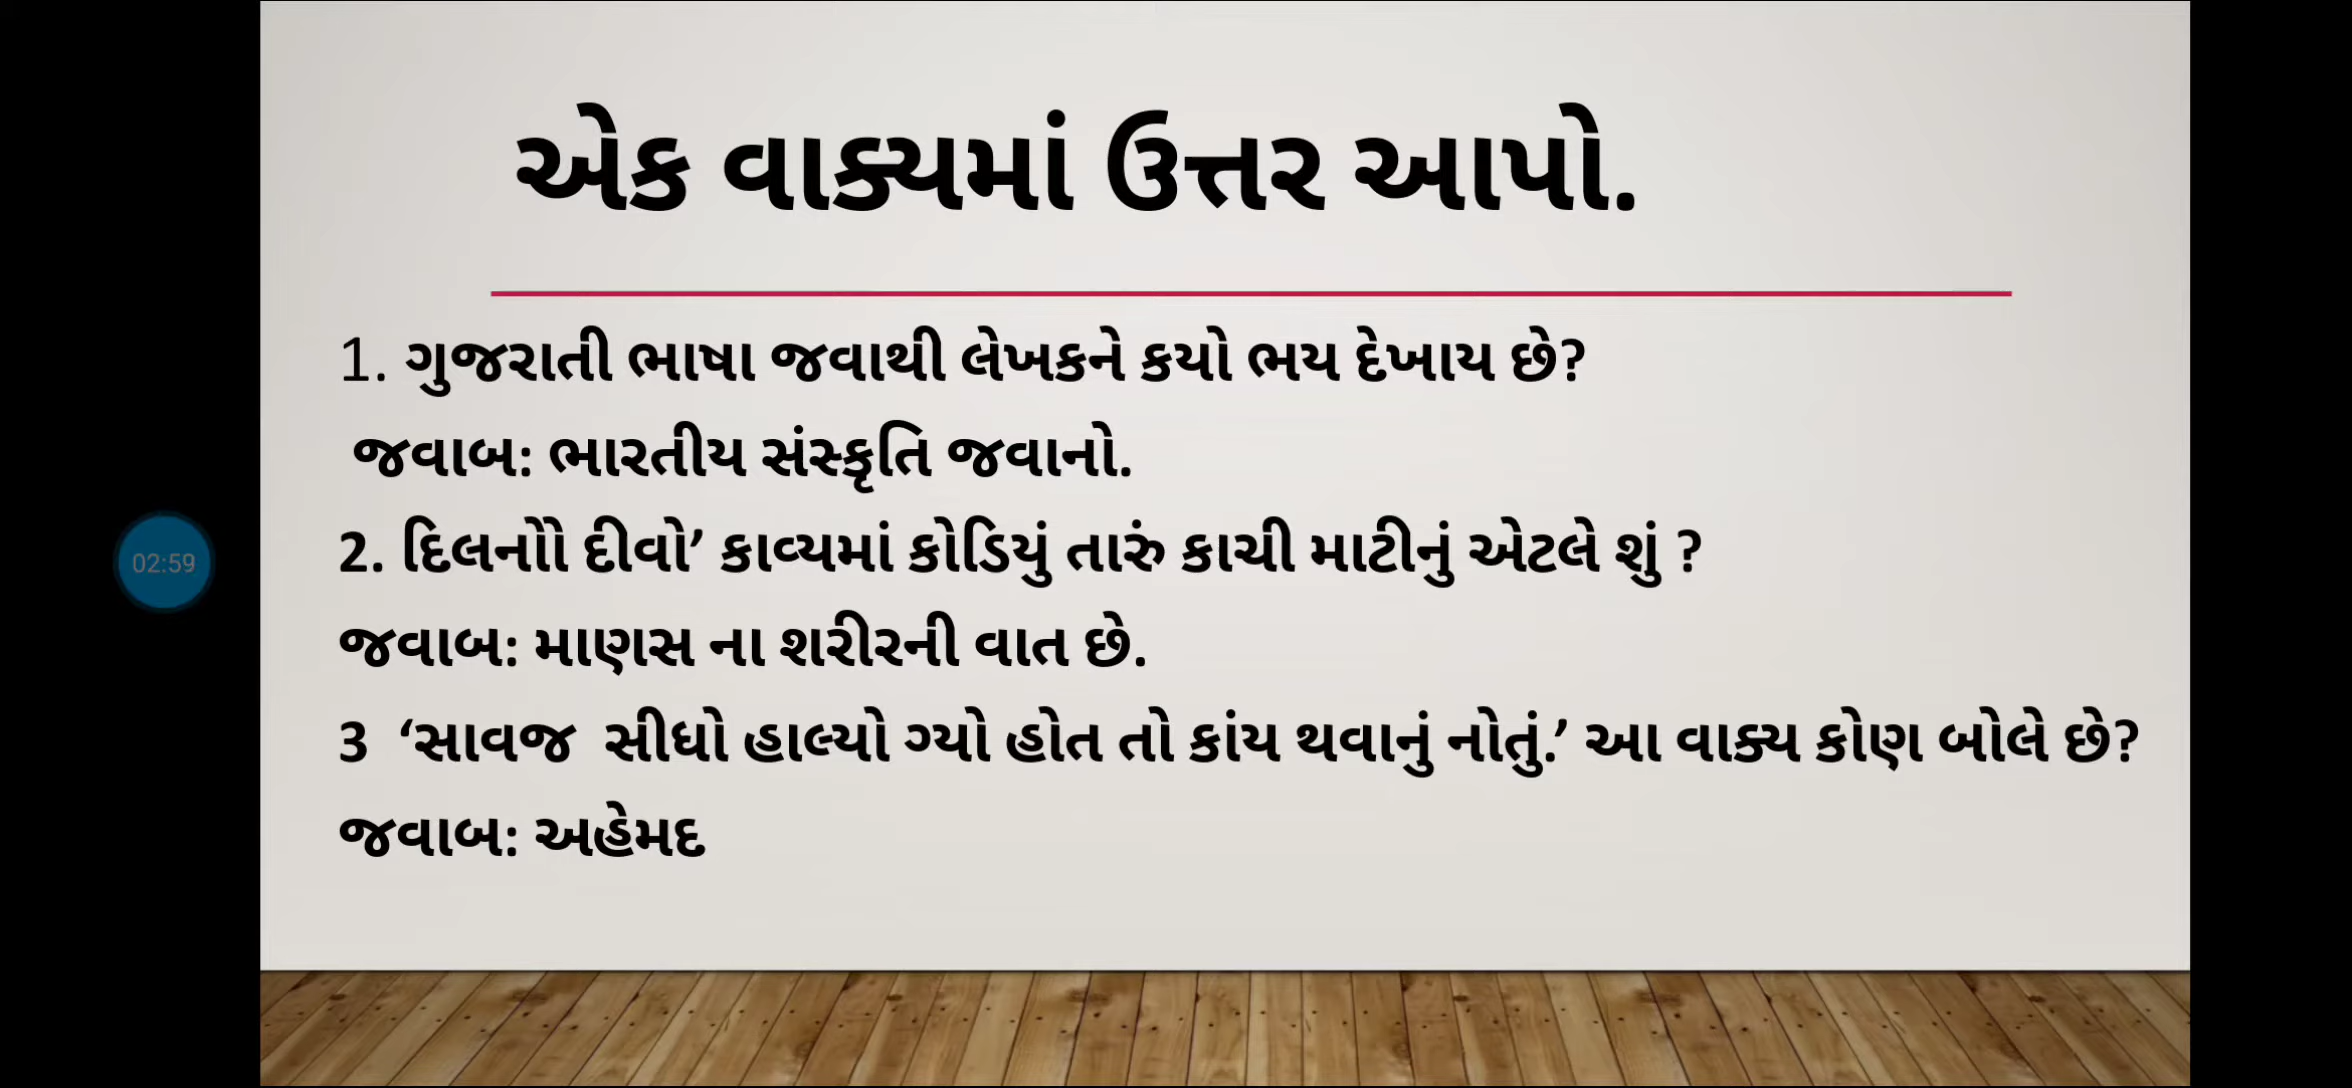 એક વાક્યમાં ઉત્તર આપો.
1. ગુજરાતી ભાષા જવાથી લેખકને કયો ભય દેખાય છે?
જવાબ: ભારતીય સંસ્કૃતિ જવાનો.
2. દિલનોો દીવો’ કાવ્યમાં કોડિયું તારું કાચી માટીનું એટલે શું ?
02:59
જવાબ: માણસ ના શરીરની વાત છે.
3 ‘સાવજ સીધો હાલ્યો ગ્યો હોત તો કાંય થવાનું નોતું.’ આ વાક્ય કોણ બોલે છે?
જવાબ: અહેમદ